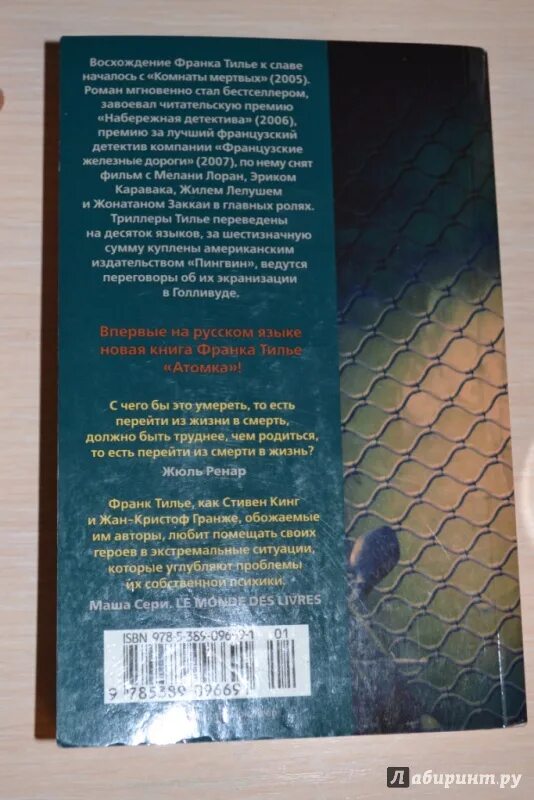 Восхождение Франка Тилье к славе
началось с «Комнаты мертвых» (2005).
Роман мгновенно стал бестселлером,
завоевал читательскую премию
«Набережная детектива» (2006),
премию за лучший французский
детектив компании «Французские
железные дороги» (2007), по нему снят
фильм с Мелани Лоран, Эриком
Каравака, Жилем Лелушем
и Жонатаном Заккаи в главных ролях.
Триллеры Тилье переведены
на десяток языков, за шестизначную
сумму куплены американским
издательством «Пингвин», ведутся
переговоры об их экранизации
в Голливуде.
Впервые на русском языке
новая книга Франка Тилье
«Атомка»!
С чего бы это умереть, то есть
перейти из жизни в смерть,
должно быть труднее, чем родиться,
то есть перейти из смерти в жизнь?
Жюль Ренар
Франк Тилье, как Стивен Кинг
и Жан-Кристоф Гранже, обожаемые
им авторы, любит помещать своих
героев в экстремальные ситуации,
которые углубляют проблемы
их собственной психики.
Маша Сери. LE MONDE DES LIVRES
ISBN 01
Лабиринт.ру